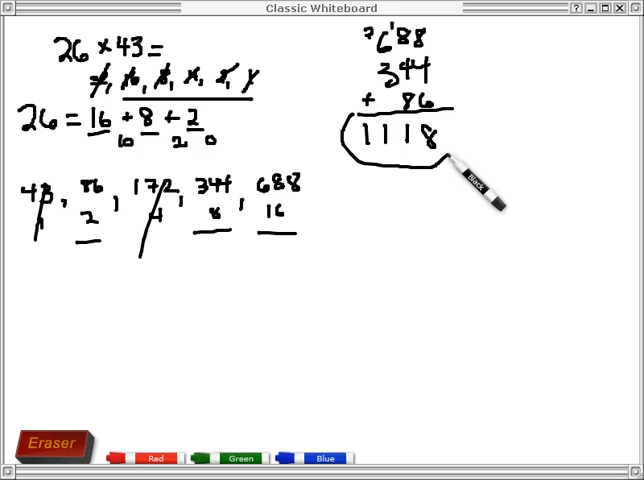 Classic Whiteboard
26 × 43 =
16, 8, 4, 2, 1
26 = 16 + 8 + 2
10 2 0
43, 86, 172, 344, 688
1 2 4 8 16
688
344
+ 86
1118
Black
Eraser
Red Green Blue